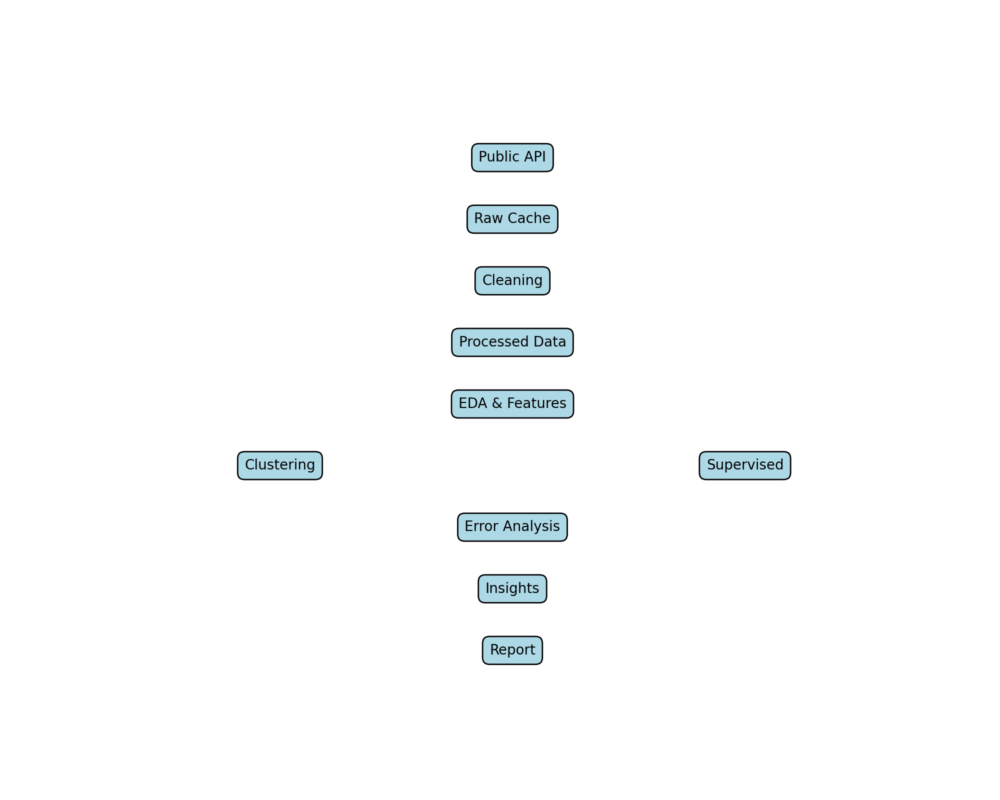 Public API
Raw Cache
Cleaning
Processed Data
EDA & Features
Clustering
Supervised
Error Analysis
Insights
Report